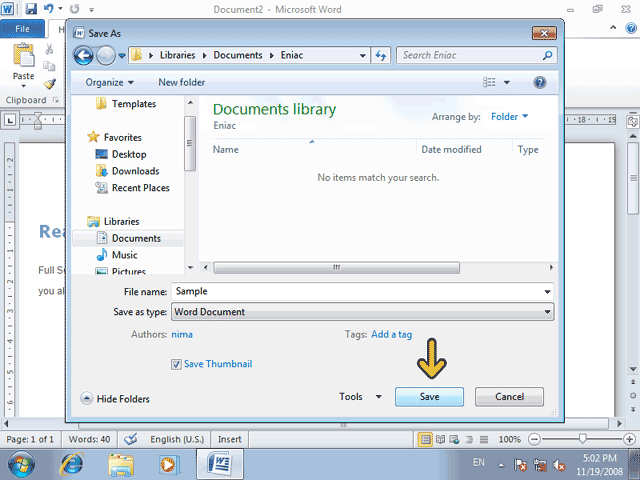 Document2 - Microsoft Word
File
Paste
Clipboard
Save As
Libraries Documents Eniac
Search Eniac
Organize New folder
Templates
Favorites
Desktop
Downloads
Recent Places
Libraries
Documents
Music
Pictures
Documents library
Eniac
Arrange by: Folder
Name Date modified Type
No items match your search.
File name: Sample
Save as type: Word Document
Authors: nima Tags: Add a tag
Save Thumbnail
Hide Folders Tools Save Cancel
18 19
Rea
Full S
you al
Page: 1 of 1 Words: 40 English (U.S.) Insert 100%
EN 5:02 PM
11/19/2008